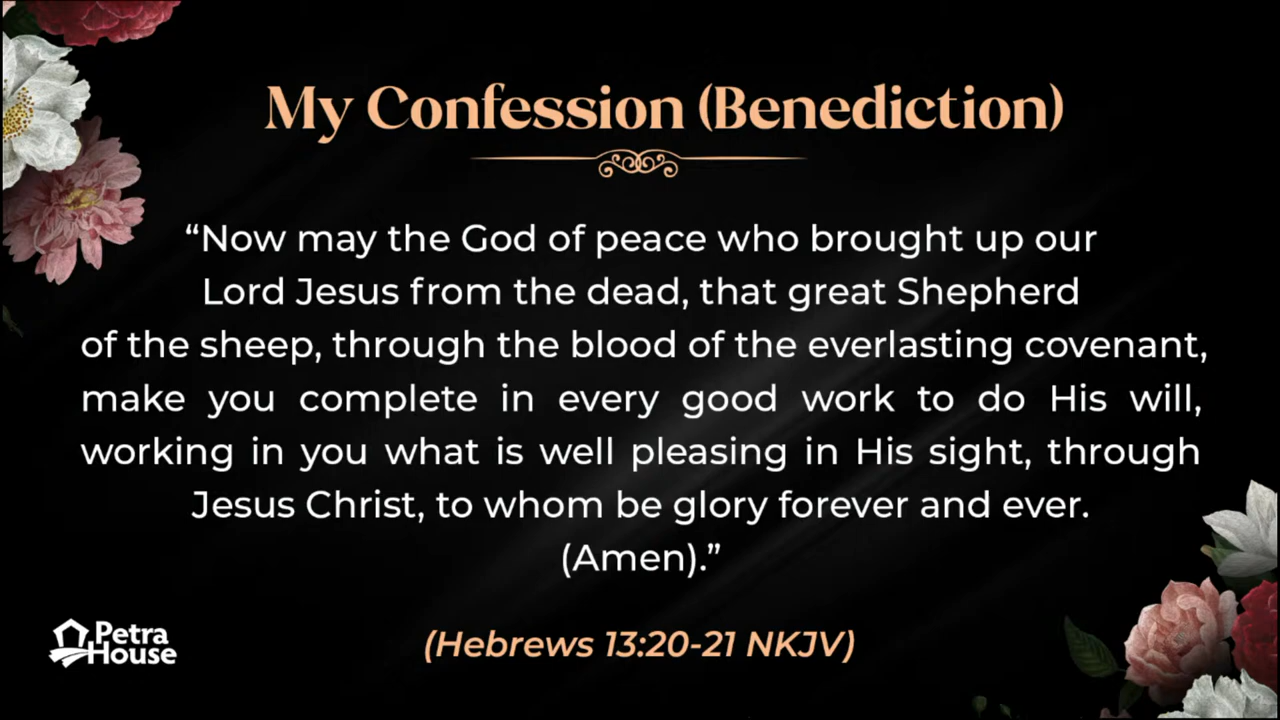 My Confession (Benediction)
“Now may the God of peace who brought up our
Lord Jesus from the dead, that great Shepherd
of the sheep, through the blood of the everlasting covenant,
make you complete in every good work to do His will,
working in you what is well pleasing in His sight, through
Jesus Christ, to whom be glory forever and ever.
(Amen).”
(Hebrews 13:20-21 NKJV)
Petra
House